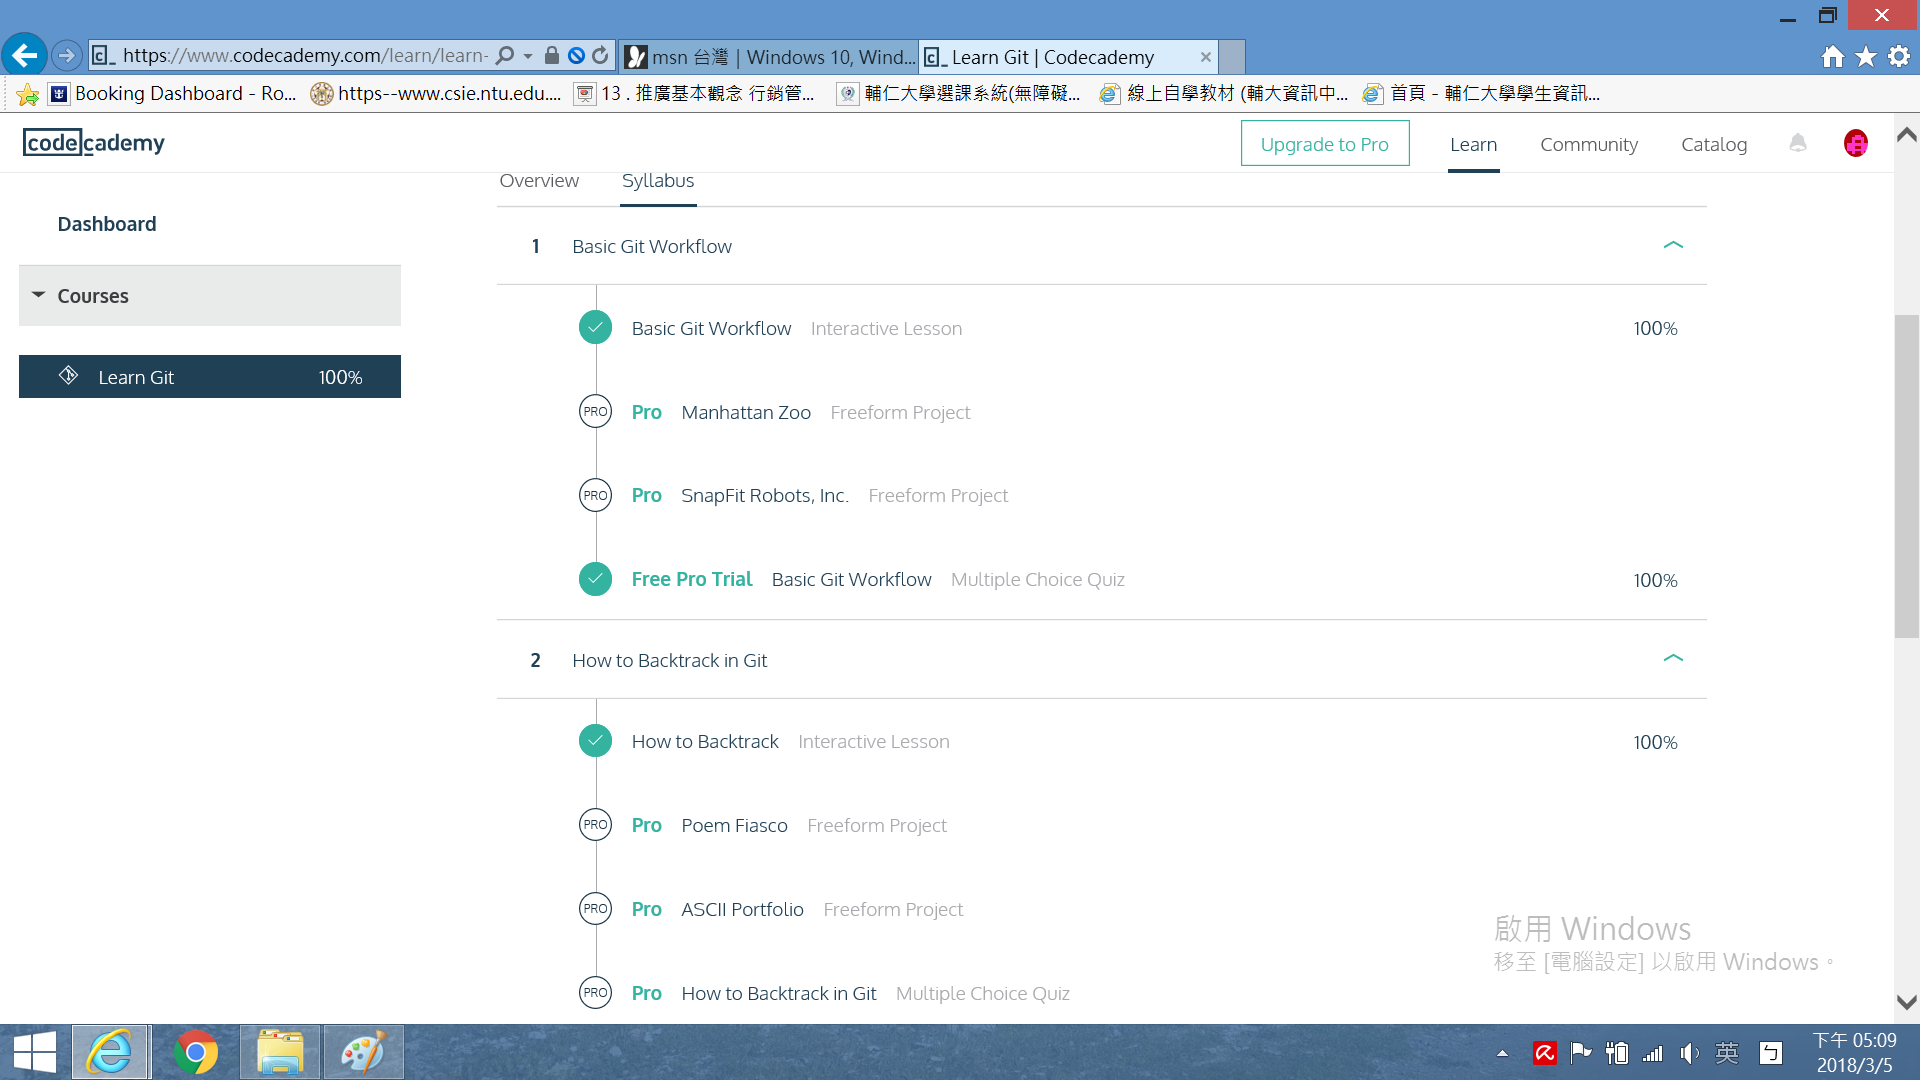 https://www.codecademy.com/learn/learn-
msn 台灣 | Windows 10, Wind...
Learn Git | Codecademy
Booking Dashboard - Ro...
https--www.csie.ntu.edu....
13 . 推廣基本觀念 行銷管...
輔仁大學選課系統(無障礙...
線上自學教材 (輔大資訊中...
首頁 - 輔仁大學學生資訊...
codecademy
Upgrade to Pro
Learn
Community
Catalog
Overview
Syllabus
Dashboard
Courses
Learn Git 100%
1 Basic Git Workflow
Basic Git Workflow Interactive Lesson 100%
PRO Pro Manhattan Zoo Freeform Project
PRO Pro SnapFit Robots, Inc. Freeform Project
Free Pro Trial Basic Git Workflow Multiple Choice Quiz 100%
2 How to Backtrack in Git
How to Backtrack Interactive Lesson 100%
PRO Pro Poem Fiasco Freeform Project
PRO Pro ASCII Portfolio Freeform Project
PRO Pro How to Backtrack in Git Multiple Choice Quiz
啟用 Windows
移至 [電腦設定] 以啟用 Windows。
英
ㄅ
下午 05:09
2018/3/5